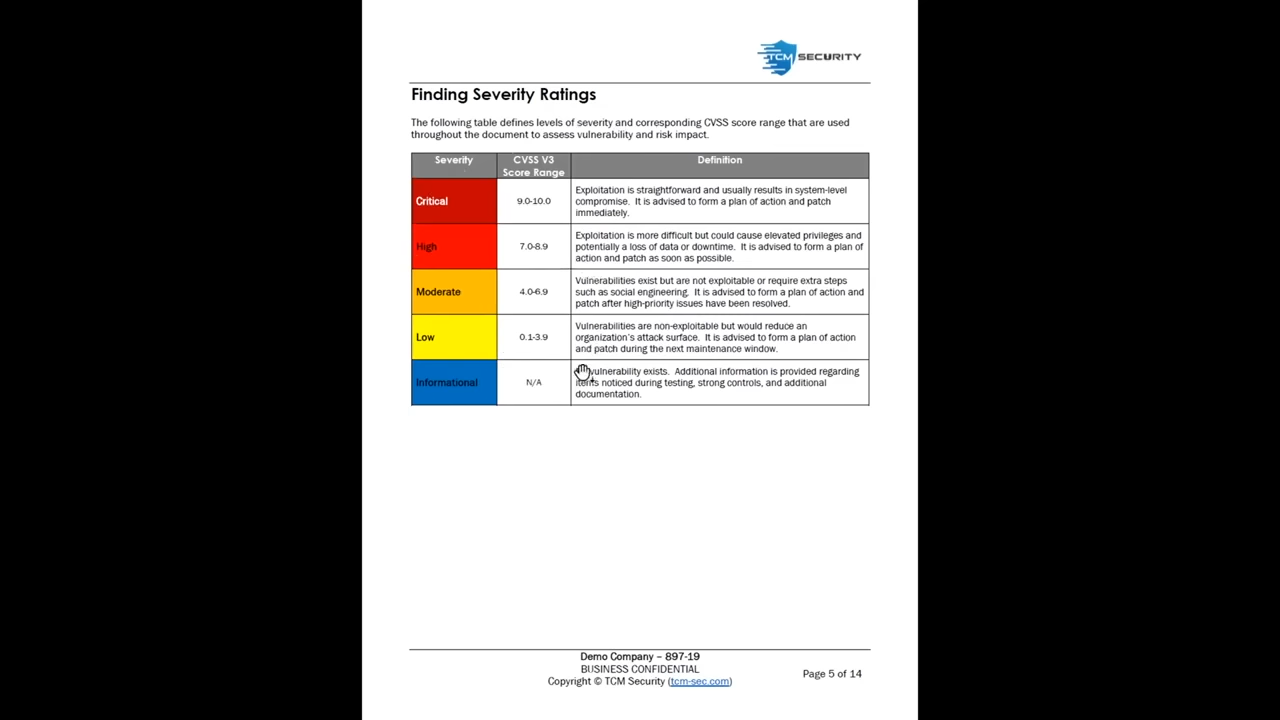 TCM SECURITY
Finding Severity Ratings
The following table defines levels of severity and corresponding CVSS score range that are used
throughout the document to assess vulnerability and risk impact.
Severity
CVSS V3
Score Range
Definition
Critical
9.0-10.0
Exploitation is straightforward and usually results in system-level
compromise. It is advised to form a plan of action and patch
immediately.
High
7.0-8.9
Exploitation is more difficult but could cause elevated privileges and
potentially a loss of data or downtime. It is advised to form a plan of
action and patch as soon as possible.
Moderate
4.0-6.9
Vulnerabilities exist but are not exploitable or require extra steps
such as social engineering. It is advised to form a plan of action and
patch after high-priority issues have been resolved.
Low
0.1-3.9
Vulnerabilities are non-exploitable but would reduce an
organization's attack surface. It is advised to form a plan of action
and patch during the next maintenance window.
Informational
N/A
vulnerability exists. Additional information is provided regarding
items noticed during testing, strong controls, and additional
documentation.
Demo Company – 897-19
BUSINESS CONFIDENTIAL
Copyright © TCM Security (tcm-sec.com)
Page 5 of 14